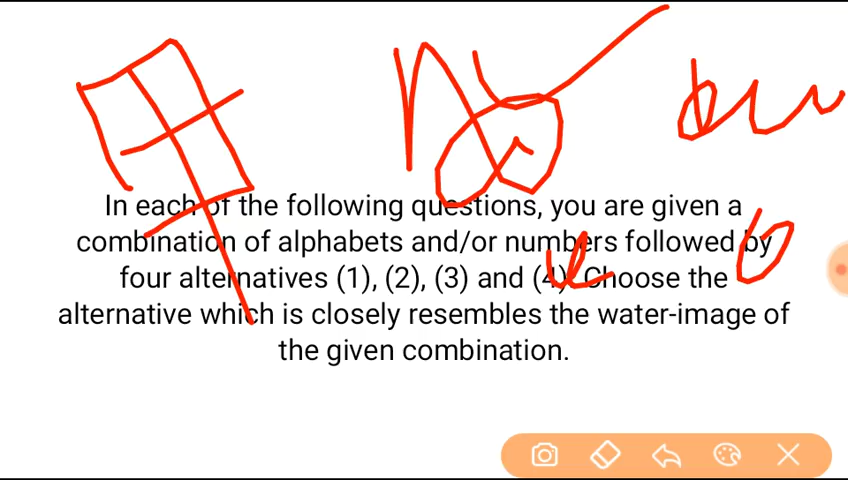 In each of the following questions, you are given a
combination of alphabets and/or numbers followed by
four alternatives (1), (2), (3) and (4). Choose the
alternative which is closely resembles the water-image of
the given combination.